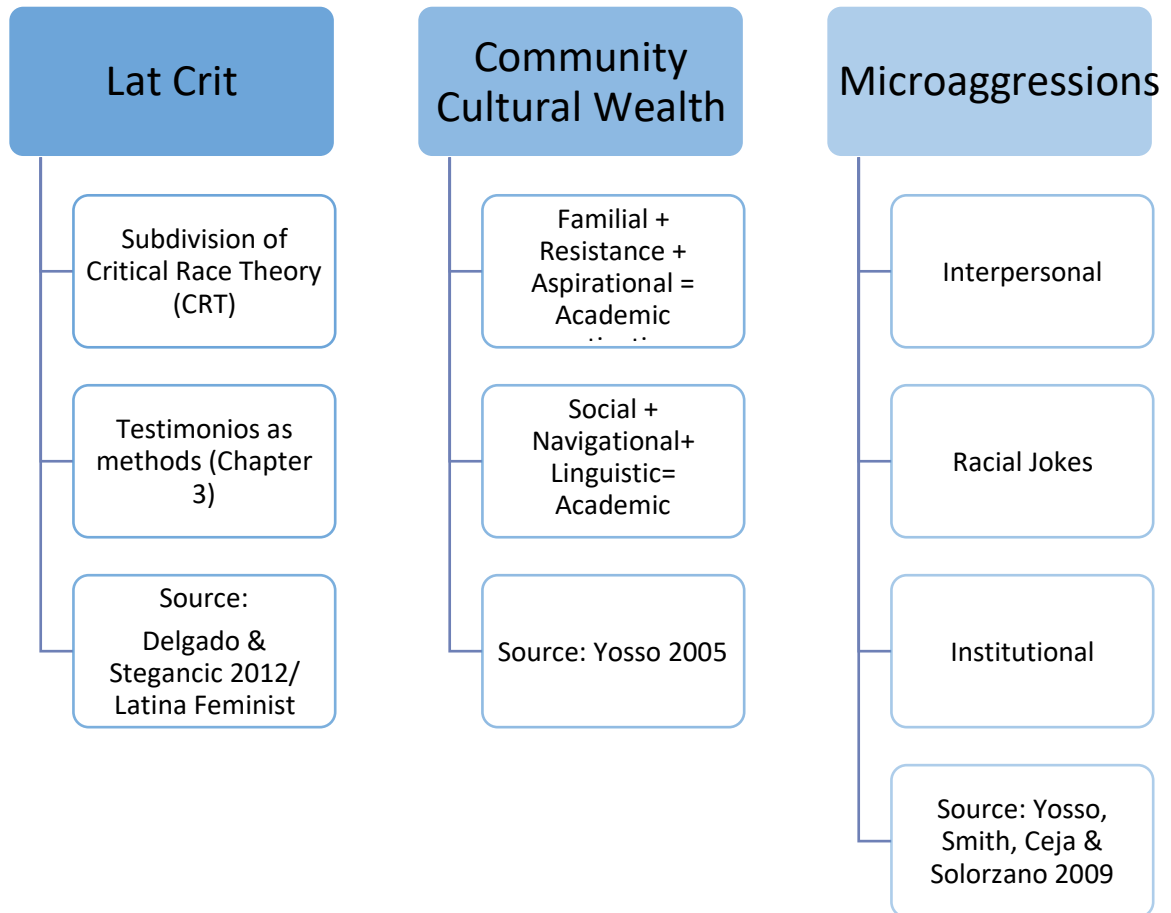 Lat Crit
Subdivision of
Critical Race Theory
(CRT)
Testimonios as
methods (Chapter
3)
Source:
Delgado &
Stegancic 2012/
Latina Feminist
Community
Cultural Wealth
Familial +
Resistance +
Aspirational =
Academic
Social +
Navigational+
Linguistic=
Academic
Source: Yosso 2005
Microaggressions
Interpersonal
Racial Jokes
Institutional
Source: Yosso,
Smith, Ceja &
Solorzano 2009